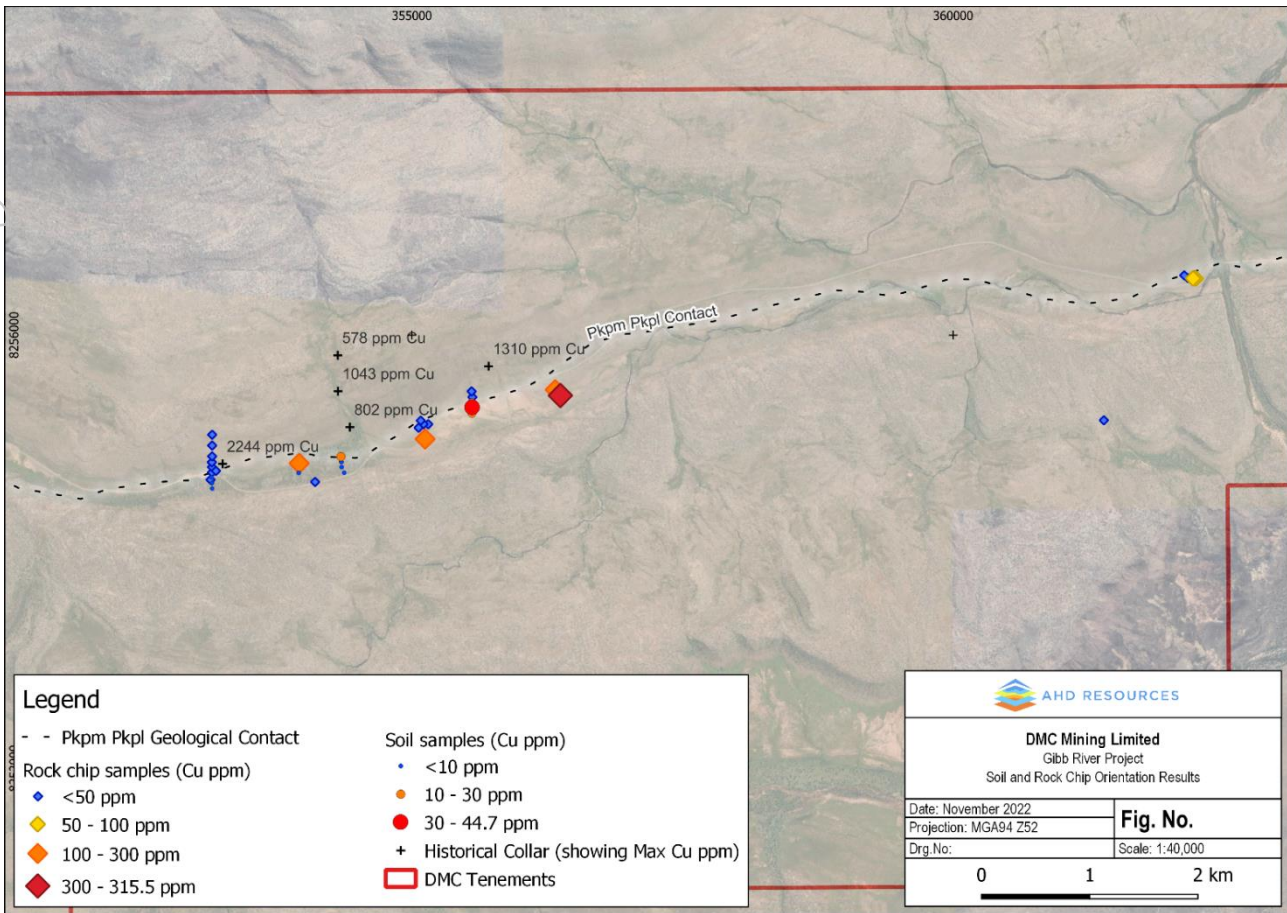 355000
360000
8256000
Pkpm Pkpl Contact
578 ppm Cu
1310 ppm Cu
1043 ppm Cu
802 ppm Cu
2244 ppm Cu
Legend
Pkpm Pkpl Geological Contact
Rock chip samples (Cu ppm)
<50 ppm
50 - 100 ppm
100 - 300 ppm
300 - 315.5 ppm
Soil samples (Cu ppm)
<10 ppm
10 - 30 ppm
30 - 44.7 ppm
Historical Collar (showing Max Cu ppm)
DMC Tenements
AHD RESOURCES
DMC Mining Limited
Gibb River Project
Soil and Rock Chip Orientation Results
Date: November 2022
Projection: MGA94 Z52
Drg.No:
Fig. No.
Scale: 1:40,000
0 1 2 km